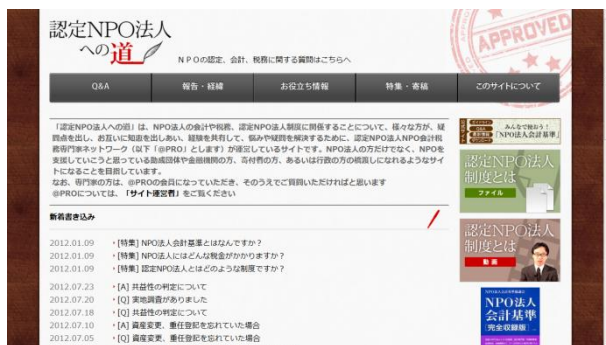 認定NPO法人
への道
NPOの認定、会計、税務に関する質問はこちらへ
APPROVED
Q&A
報告・経緯
お役立ち情報
特集・寄稿
このサイトについて
「認定NPO法人への道」は、NPO法人の会計や税務、認定NPO法人制度に関係することについて、様々な方が、疑
問点を出し、お互いに知恵を出しあい、経験を共有して、悩みや疑問を解決するために、認定NPO法人NPO会計税
務専門家ネットワーク（以下「@PRO」とします）が運営しているサイトです。NPO法人の方だけでなく、NPOを
支援していこうと思っている助成団体や金融機関の方、寄付者の方、あるいは行政の方の橋渡しになれるようなサイ
トになることを目指しています。
なお、専門家の方は、@PROの会員になっていただき、そのうえでご質問いただければと思います
@PROについては、「サイト運営者」をご覧ください
新着書き込み
2012.01.09 ・[特集] NPO法人会計基準とはなんですか？
2012.01.09 ・[特集] NPO法人にはどんな税金がかかりますか？
2012.01.09 ・[特集] 認定NPO法人とはどのような制度ですか？
2012.07.23 ・[A] 共益性の判定について
2012.07.20 ・[Q] 実地調査がありました
2012.07.18 ・[Q] 共益性の判定について
2012.07.10 ・[A] 資産変更、重任登記を忘れていた場合
2012.07.05 ・[Q] 資産変更、重任登記を忘れていた場合
みんなで使おう！
「NPO法人会計基準」
認定NPO法人
制度とは
ファイル
認定NPO法人
制度とは
動画
NPO法人
会計基準
[完全収録版]